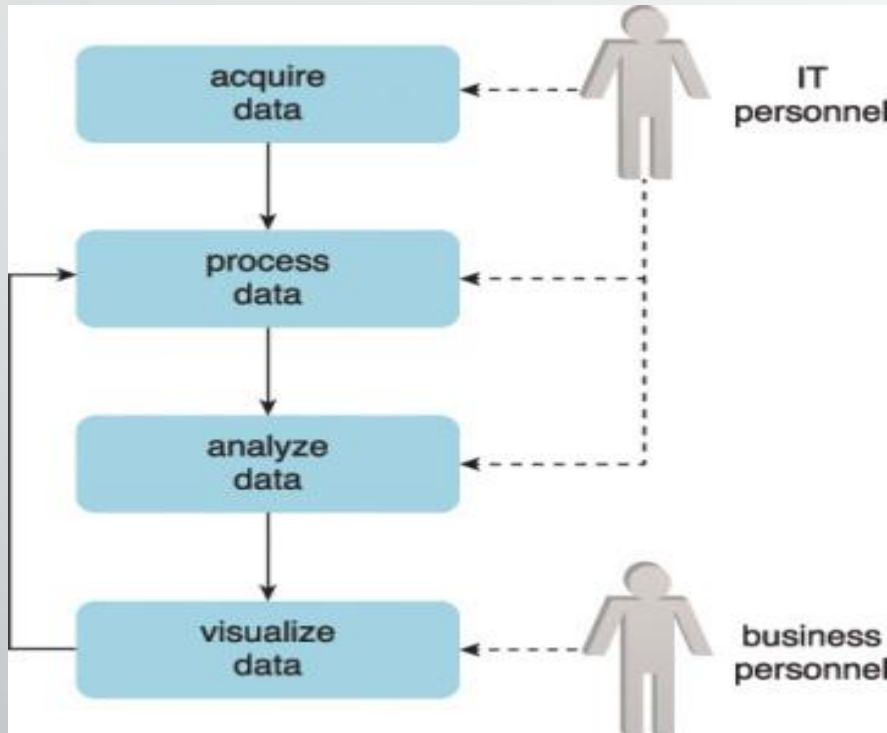 acquire
data
IT
personnel
process
data
analyze
data
visualize
data
business
personnel